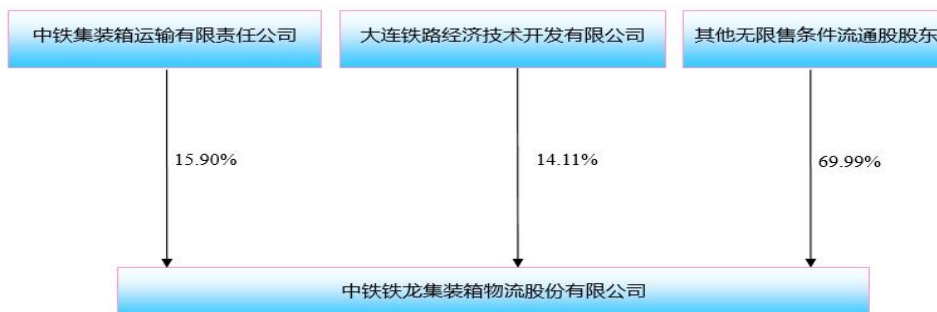 中铁集装箱运输有限责任公司
大连铁路经济技术开发有限公司
其他无限售条件流通股股东
15.90%
14.11%
69.99%
中铁铁龙集装箱物流股份有限公司